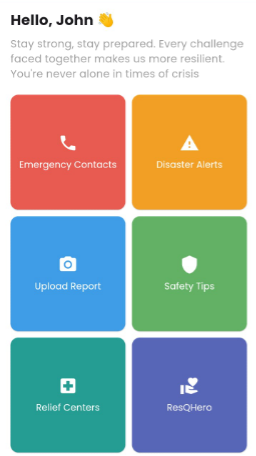 Hello, John 👋
Stay strong, stay prepared. Every challenge
faced together makes us more resilient.
You're never alone in times of crisis
Emergency Contacts
Disaster Alerts
Upload Report
Safety Tips
Relief Centers
ResQHero